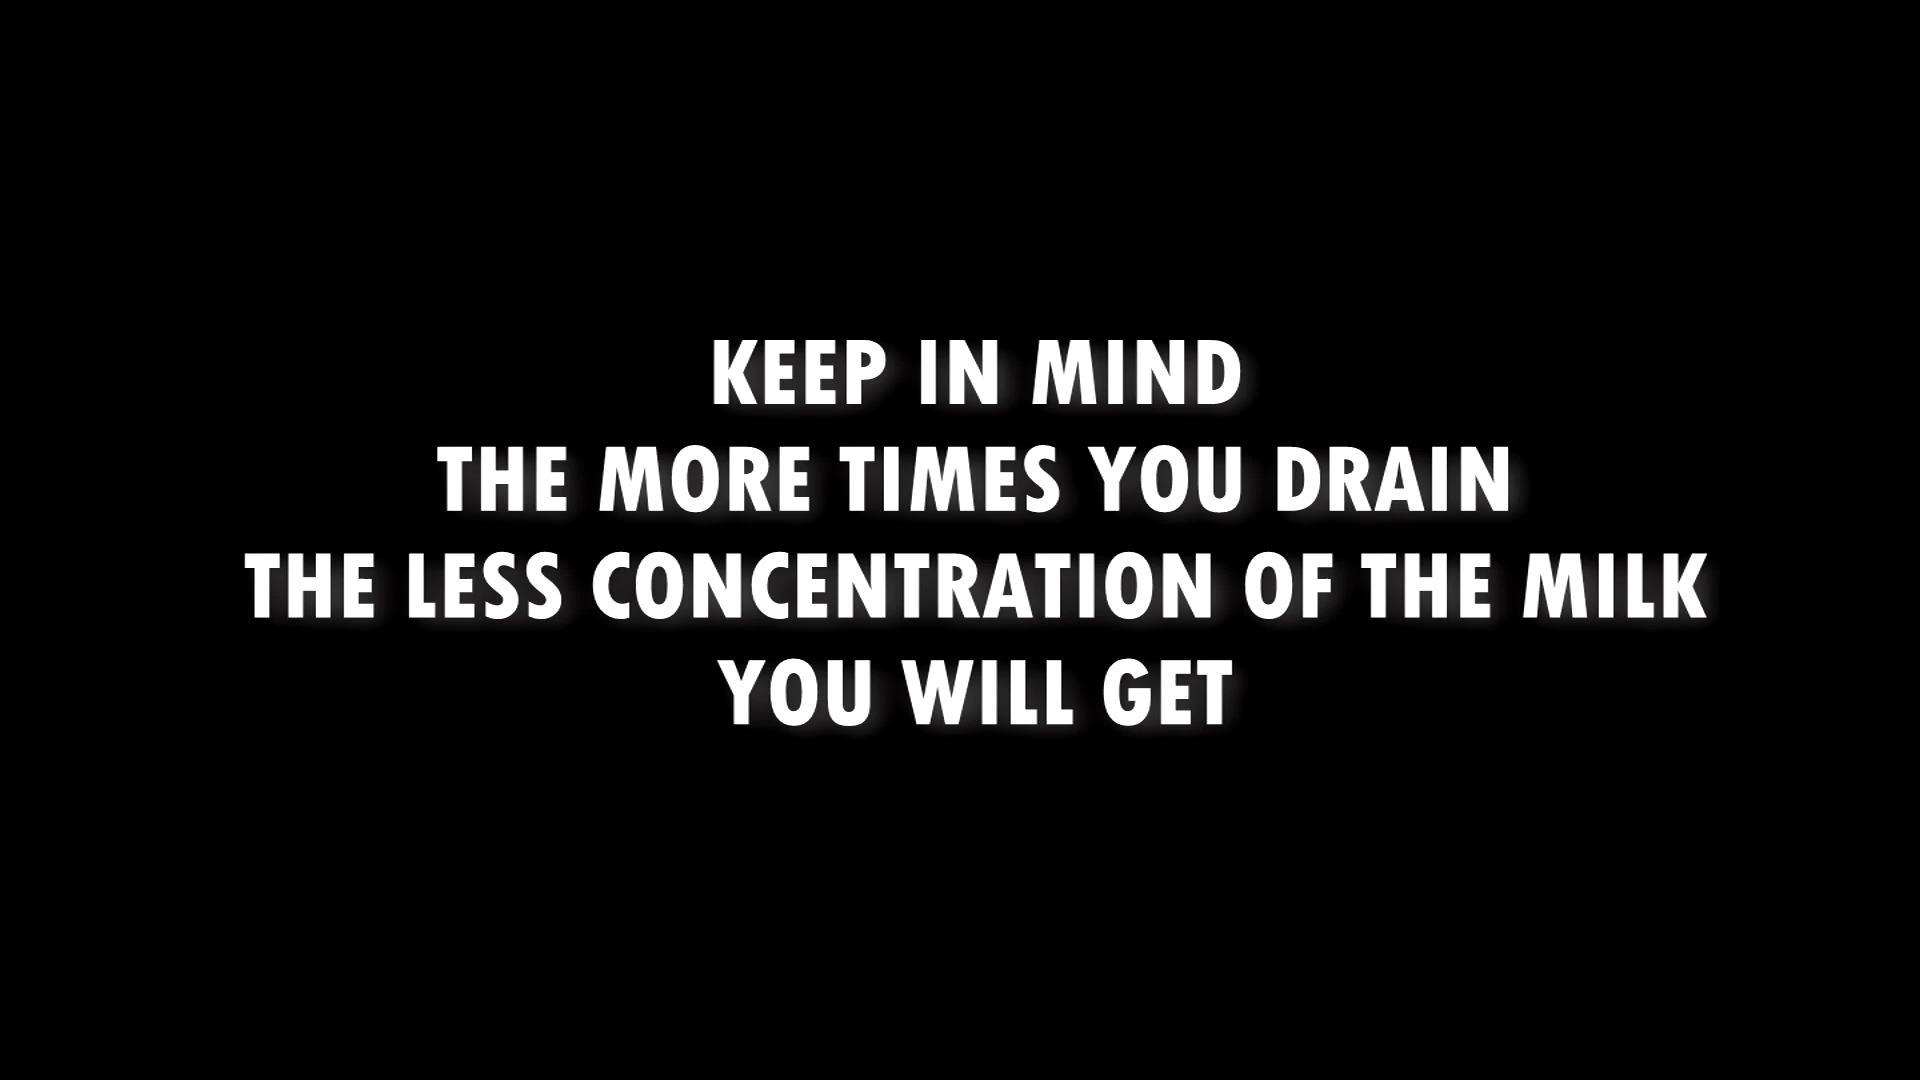 KEEP IN MIND
THE MORE TIMES YOU DRAIN
THE LESS CONCENTRATION OF THE MILK
YOU WILL GET